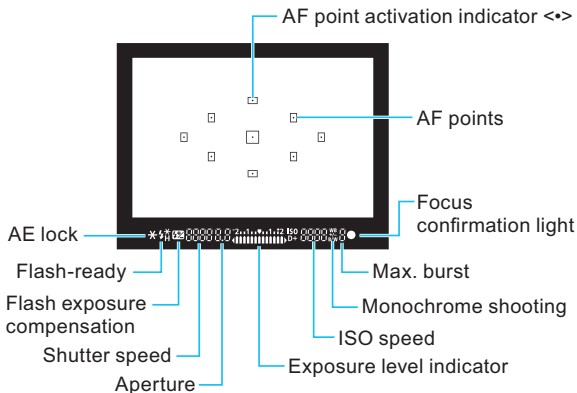 AF point activation indicator <•>
AF points
Focus
confirmation light
AE lock
Flash-ready
Flash exposure
compensation
Shutter speed
Aperture
Max. burst
Monochrome shooting
ISO speed
Exposure level indicator
ISO
D+